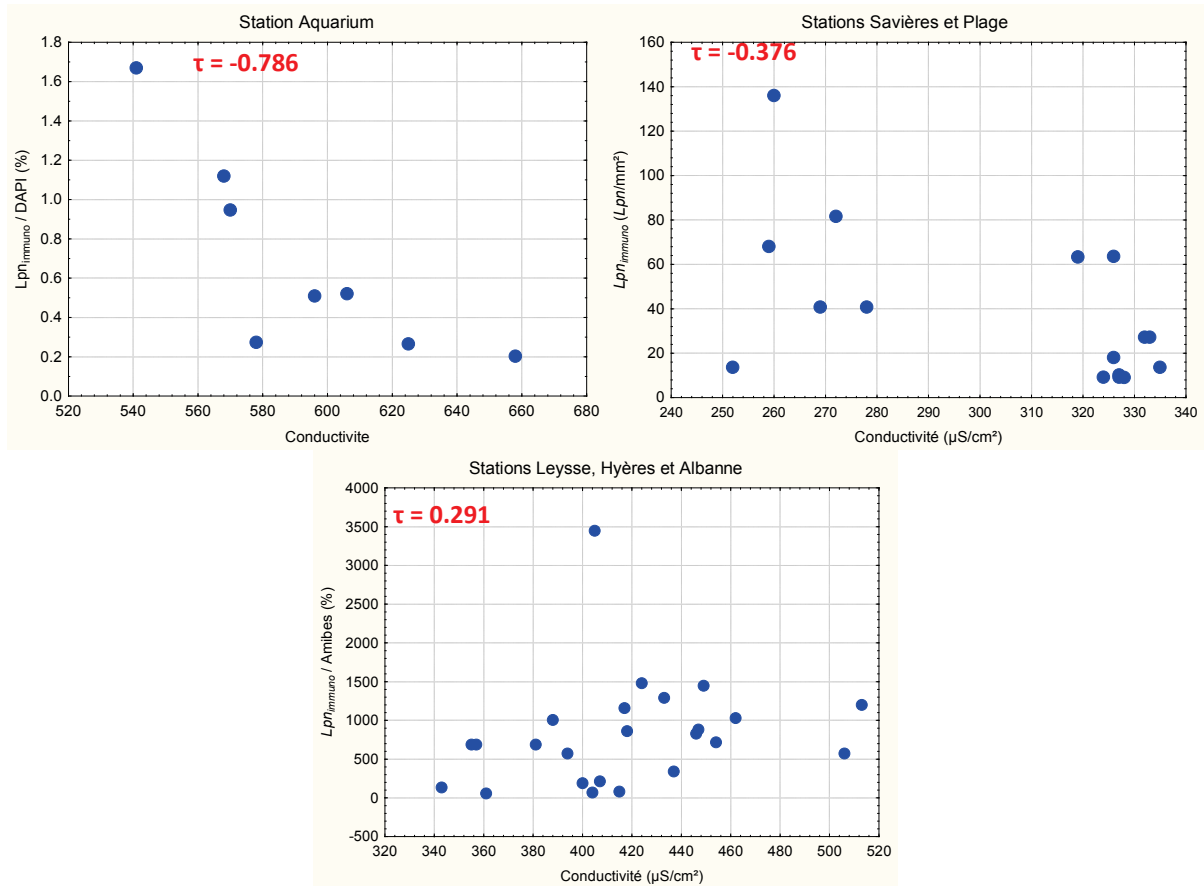 Station Aquarium
τ = -0.786
1.8
1.6
1.4
1.2
1.0
0.8
0.6
0.4
0.2
0.0
Lpnimmuno / DAPI (%)
520 540 560 580 600 620 640 660 680
Conductivite
Stations Savières et Plage
τ = -0.376
160
140
120
100
80
60
40
20
0
Lpnimmuno (Lpn/mm²)
240 250 260 270 280 290 300 310 320 330 340
Conductivité (µS/cm²)
Stations Leysse, Hyères et Albanne
τ = 0.291
4000
3500
3000
2500
2000
1500
1000
500
0
-500
Lpnimmuno / Amibes (%)
320 340 360 380 400 420 440 460 480 500 520
Conductivité (µS/cm²)